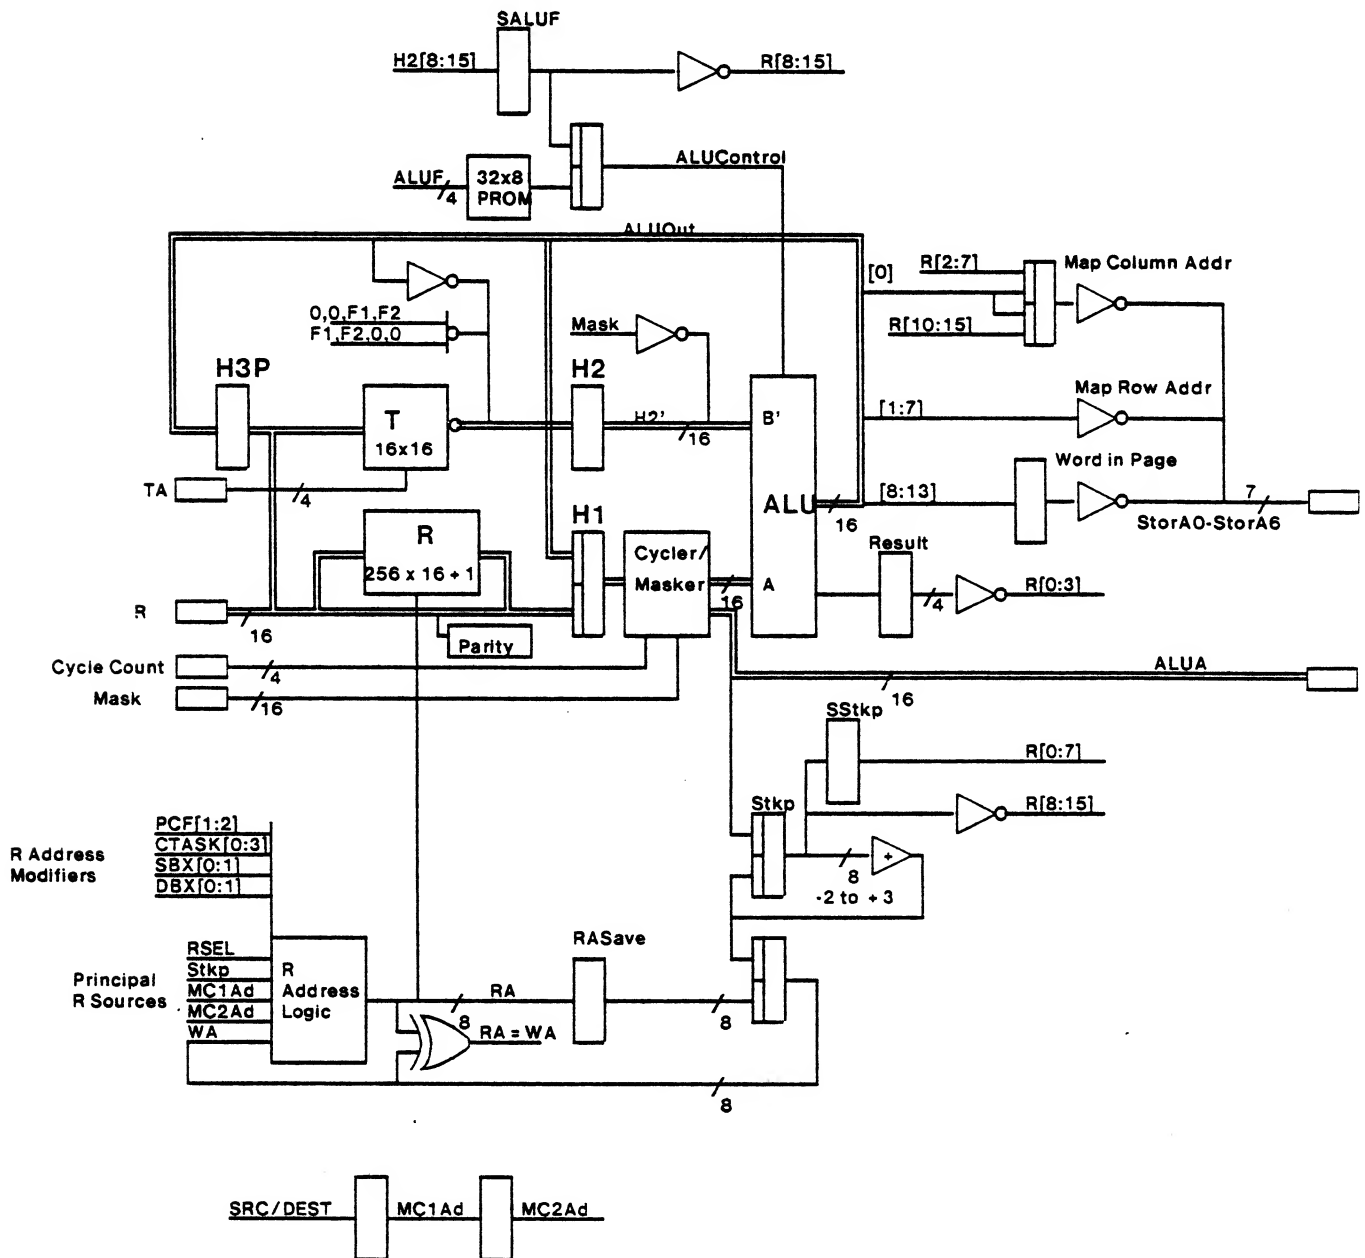 SALUF
H2[8:15]
R[8:15]
ALUControl
ALUF
4
32x8
PROM
ALUOut
R[2:7]
Map Column Addr
[0]
0,0,F1,F2
F1,F2,0,0
Mask
R[10:15]
H3P
H2
Map Row Addr
T
16x16
H2'
16
B'
[1:7]
Word in Page
TA
4
[8:13]
7
StorA0-StorA6
ALU
16
H1
R
256 x 16 + 1
Cycler/
Masker
16
A
Result
4
R[0:3]
R
16
Parity
Cycle Count
4
ALUA
16
Mask
16
SStkp
R[0:7]
Stkp
R[8:15]
8
+
-2 to + 3
R Address
Modifiers
PCF[1:2]
CTASK[0:3]
SBX[0:1]
DBX[0:1]
RASave
Principal
R Sources
RSEL
Stkp
MC1Ad
MC2Ad
WA
R
Address
Logic
RA
8
8
RA = WA
8
SRC/DEST
MC1Ad
MC2Ad